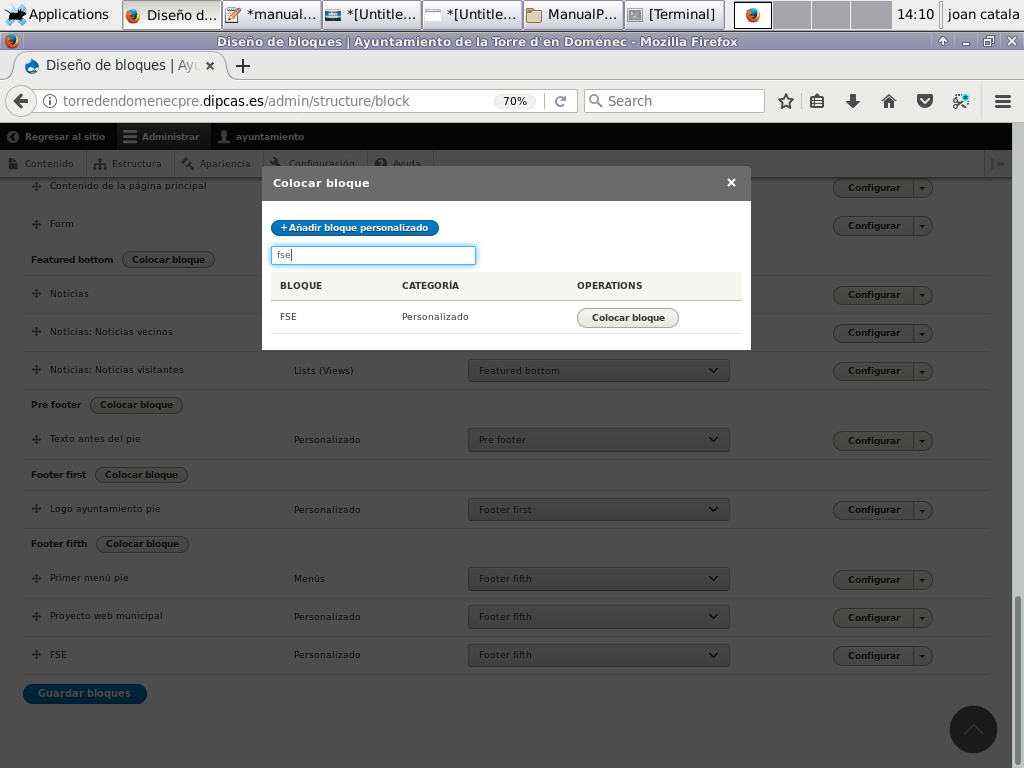 Applications
Diseño d...
*manual...
*[Untitle...
*[Untitle...
ManualP...
[Terminal]
14:10
joan catala
Diseño de bloques | Ayuntamiento de la Torre d'en Doménec - Mozilla Firefox
Diseño de bloques | Ayu
torredendomenecpre.dipcas.es/admin/structure/block
70%
Search
Regresar al sitio
Administrar
ayuntamiento
Contenido
Estructura
Apariencia
Configuración
Ayuda
Contenido de la página principal
Configurar
Form
Configurar
Colocar bloque
×
+Añadir bloque personalizado
fse
BLOQUE
CATEGORÍA
OPERATIONS
FSE
Personalizado
Colocar bloque
Featured bottom
Colocar bloque
Noticias
Configurar
Noticias: Noticias vecinos
Configurar
Noticias: Noticias visitantes
Lists (Views)
Featured bottom
Configurar
Pre footer
Colocar bloque
Texto antes del pie
Personalizado
Pre footer
Configurar
Footer first
Colocar bloque
Logo ayuntamiento pie
Personalizado
Footer first
Configurar
Footer fifth
Colocar bloque
Primer menú pie
Menús
Footer fifth
Configurar
Proyecto web municipal
Personalizado
Footer fifth
Configurar
FSE
Personalizado
Footer fifth
Configurar
Guardar bloques